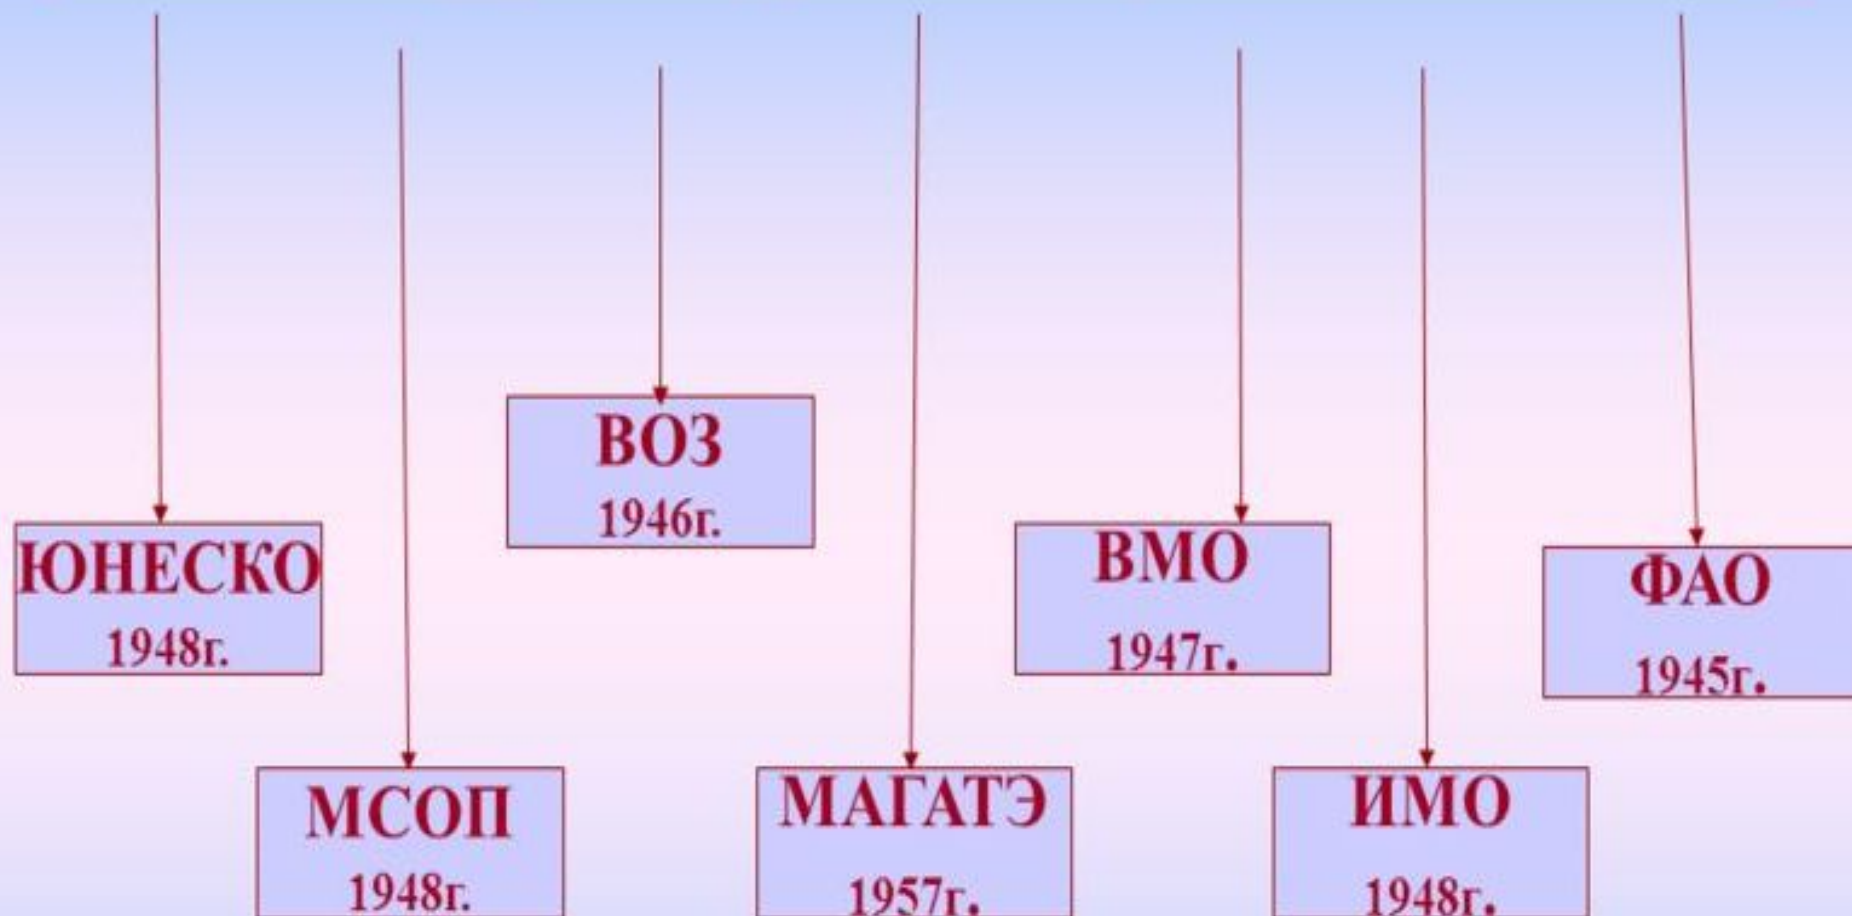 ВОЗ
1946г.
ЮНЕСКО
1948г.
ВМО
1947г.
ФАО
1945г.
МСОП
1948г.
МАГАТЭ
1957г.
ИМО
1948г.